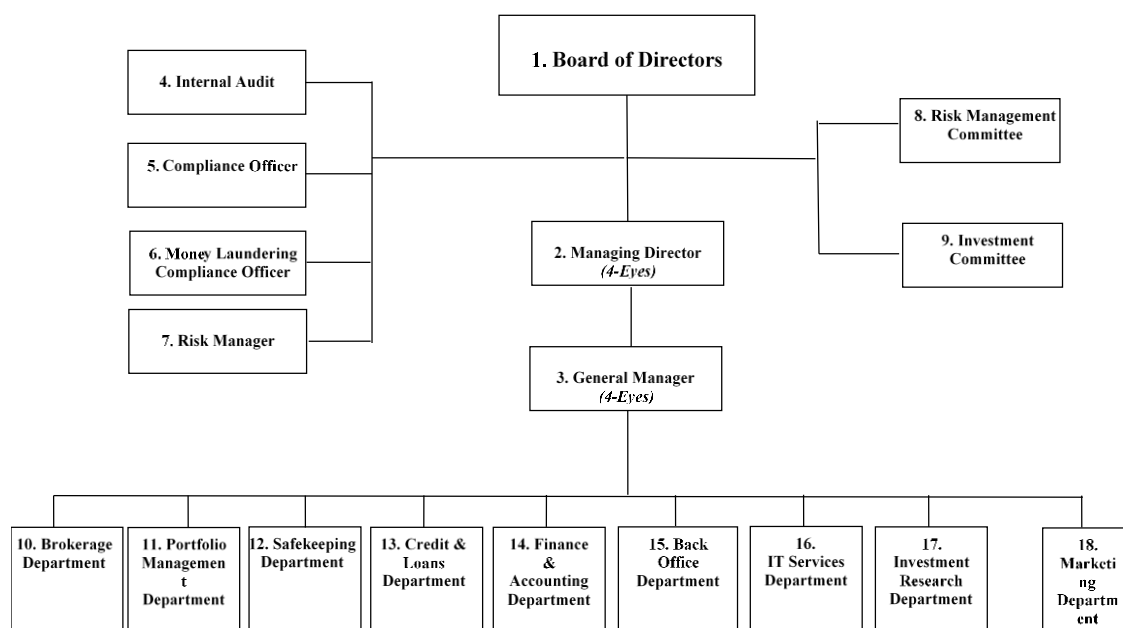 1. Board of Directors
4. Internal Audit
5. Compliance Officer
6. Money Laundering
Compliance Officer
7. Risk Manager
8. Risk Management
Committee
9. Investment
Committee
2. Managing Director
(4-Eyes)
3. General Manager
(4-Eyes)
10. Brokerage
Department
11. Portfolio
Managemen
t
Department
12. Safekeeping
Department
13. Credit &
Loans
Department
14. Finance
&
Accounting
Department
15. Back
Office
Department
16.
IT Services
Department
17.
Investment
Research
Department
18.
Marketi
ng
Departm
ent